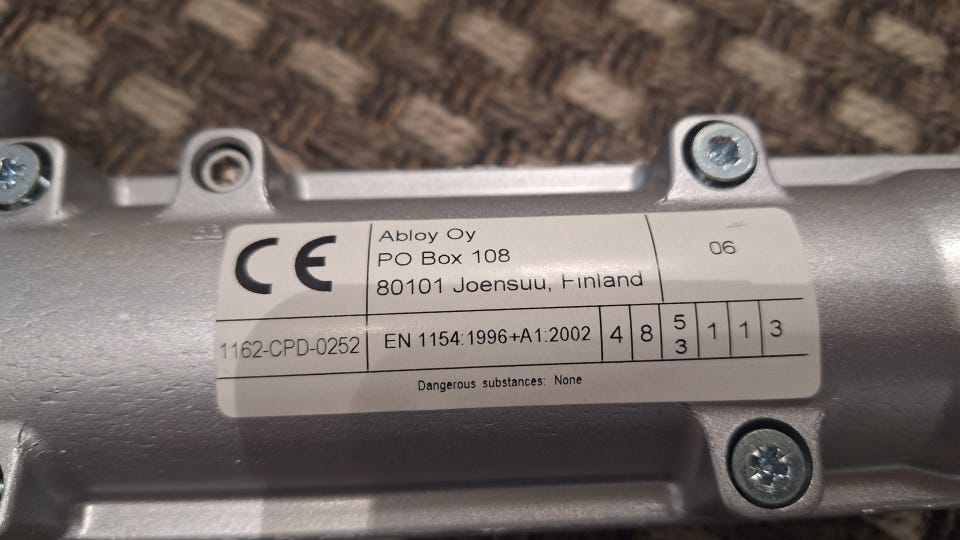 CE
Abloy Oy
PO Box 108
80101 Joensuu, Finland
06
1162-CPD-0252
EN 1154:1996+A1:2002
4 8 5 1 1 3
3
Dangerous substances: None